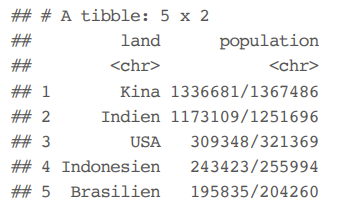 ## # A tibble: 5 x 2
## land population
## <chr> <chr>
## 1 Kina 1336681/1367486
## 2 Indien 1173109/1251696
## 3 USA 309348/321369
## 4 Indonesien 243423/255994
## 5 Brasilien 195835/204260